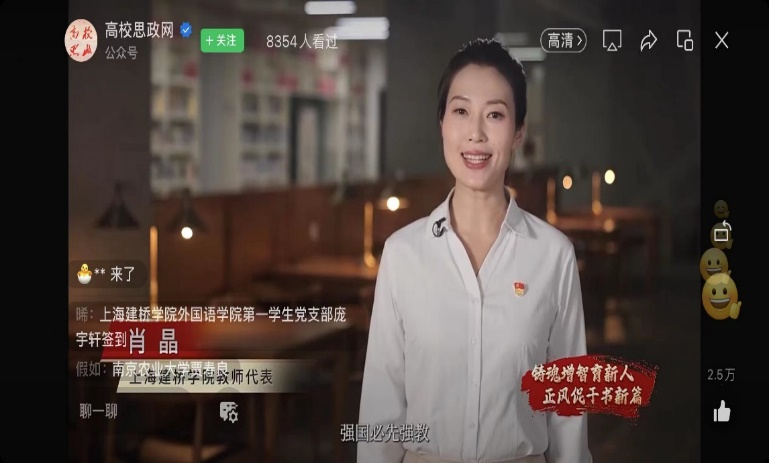 高校思政网
+关注
8354人看过
高清
公众号
** 来了
晞：上海建桥学院外国语学院第一学生党支部庞
宇轩签到
肖 晶
假如：南京农业大学贾春良
上海建桥学院教师代表
铸魂增智育新人
正风促干书新篇
2.5万
聊一聊
强国必先强教